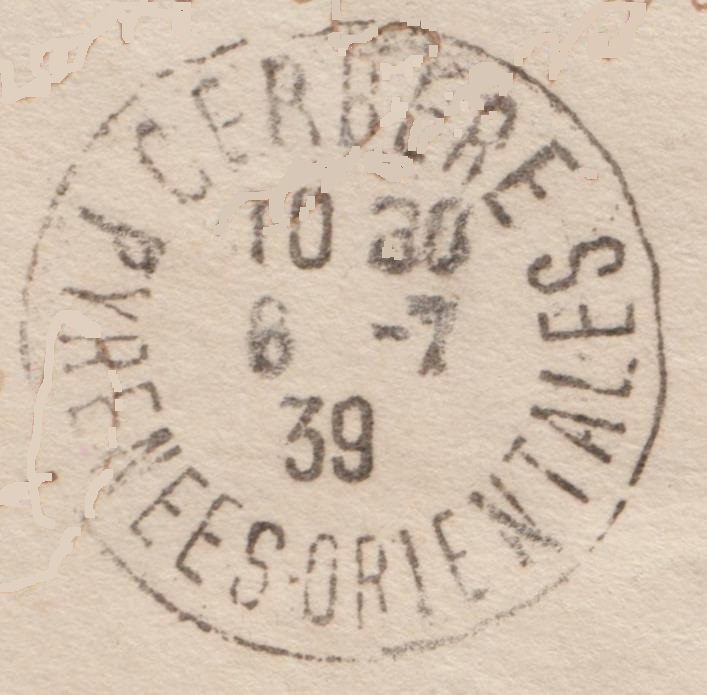 CERBERE
10 30
6 -7
39
PYRENEES-ORIENTALES